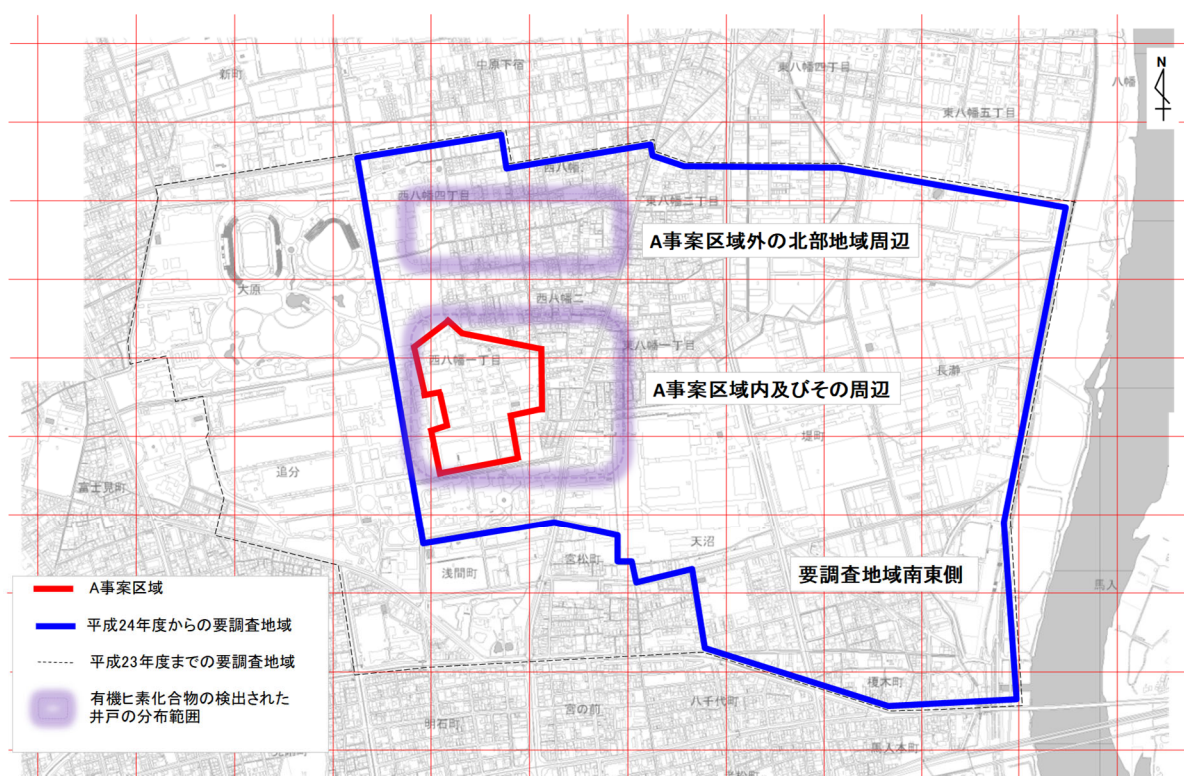 中原下宿
新町
東八幡四丁目
N
八幡
東八幡五丁目
西八幡
西八幡四丁目
東八幡二丁目
A事案区域外の北部地域周辺
大原
西八幡二
東八幡一丁目
西八幡一丁目
長瀞
A事案区域内及びその周辺
堤町
追分
富士見町
天沼
宮松町
浅間町
要調査地域南東側
馬入
A事案区域
平成24年度からの要調査地域
平成23年度までの要調査地域
有機ヒ素化合物の検出された
井戸の分布範囲
榎木町
八千代町
宮の前
明石町
馬入本町